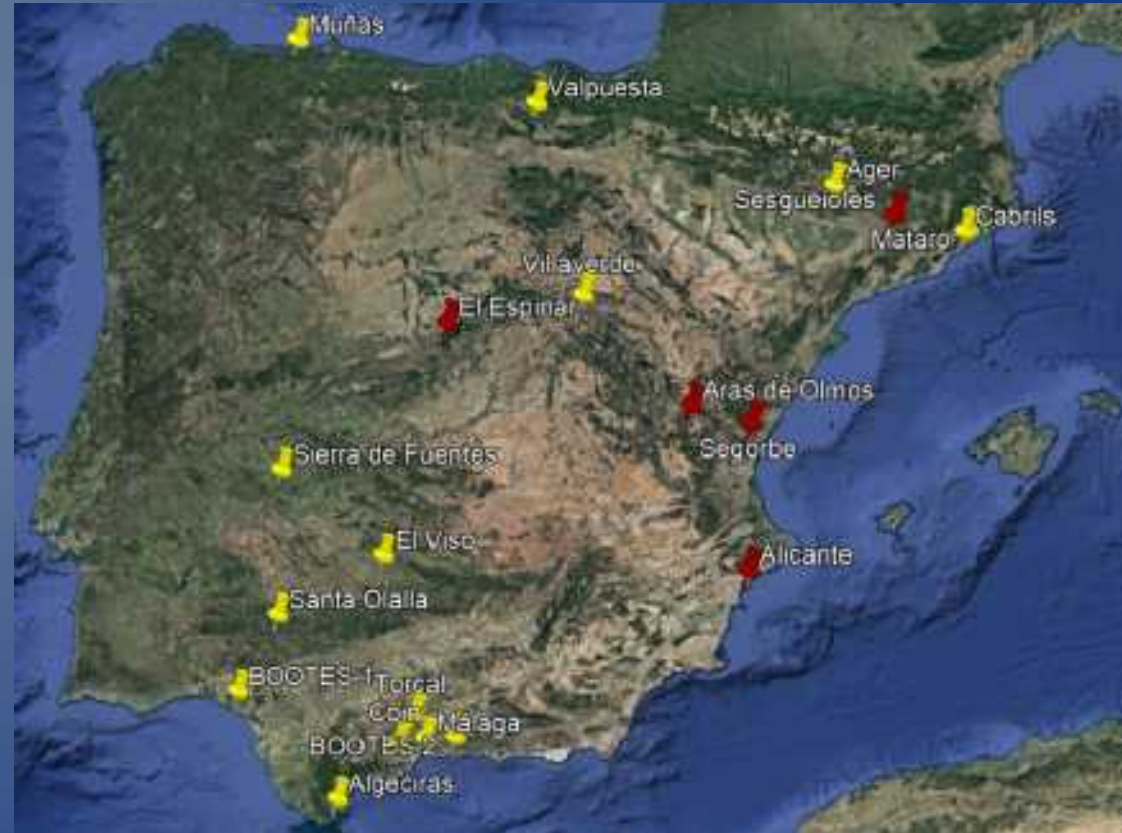 Muñas
Valpuesta
Ager
Sesgueioles
Cabrils
Mataro
Villaverde
El Espinar
Aras de Olmos
Segorbe
Sierra de Fuentes
El Viso
Alicante
Santa Olalla
BOOTES-1
Torcal
Coin
Málaga
BOOTES-2
Algeciras